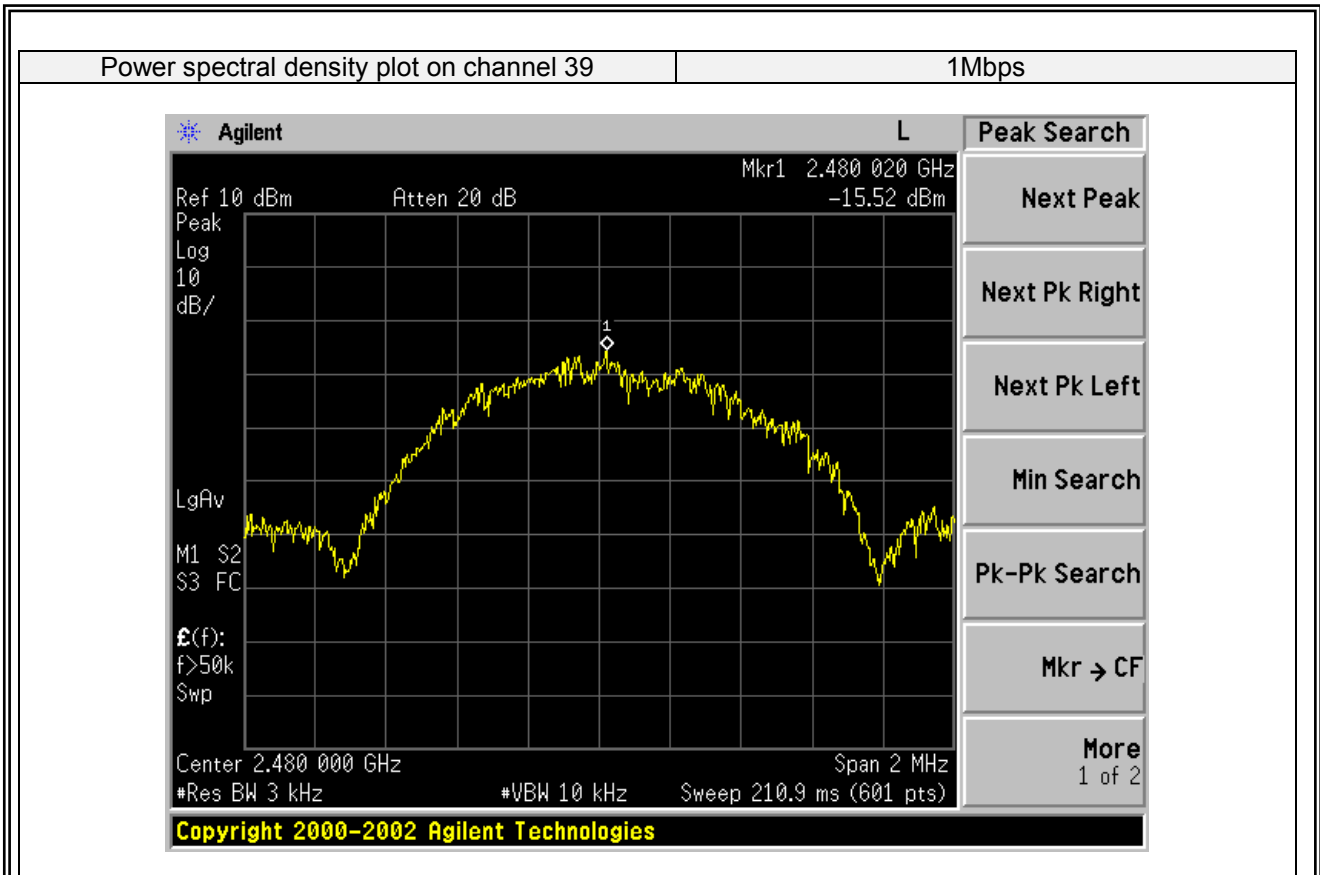 Power spectral density plot on channel 39 1Mbps
Agilent L Peak Search
Mkr1 2.480 020 GHz
Ref 10 dBm Atten 20 dB -15.52 dBm
Peak
Log
10
dB/
1
LgAv
M1 S2
S3 FC
£(f):
f>50k
Swp
Center 2.480 000 GHz Span 2 MHz
#Res BW 3 kHz #VBW 10 kHz Sweep 210.9 ms (601 pts)
Copyright 2000-2002 Agilent Technologies
Next Peak
Next Pk Right
Next Pk Left
Min Search
Pk-Pk Search
Mkr → CF
More
1 of 2